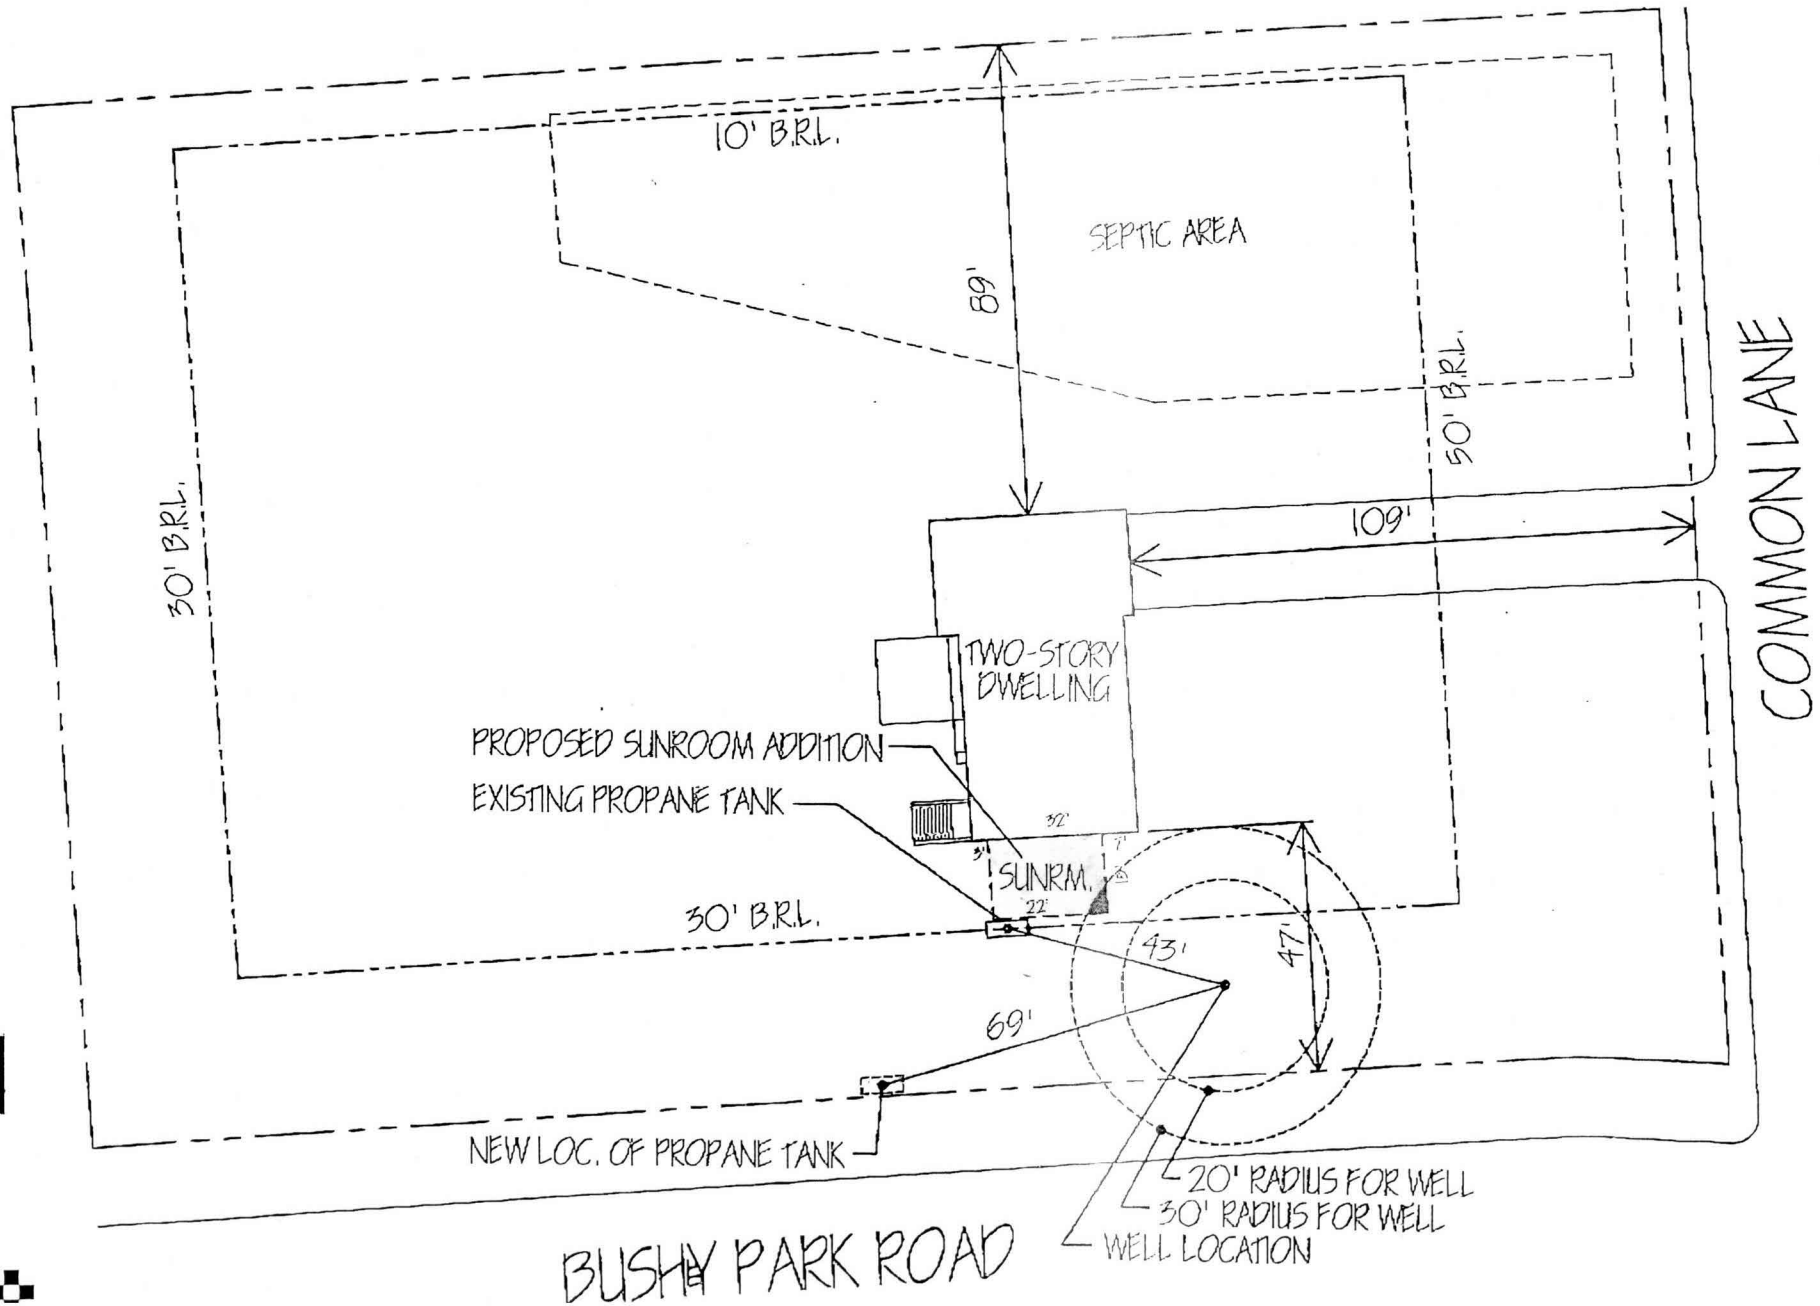 10' B.R.L.
SEPTIC AREA
89'
50' B.R.L.
COMMON LANE
109'
30' B.R.L.
TWO-STORY
DWELLING
PROPOSED SUNROOM ADDITION
EXISTING PROPANE TANK
32'
3'
7'
SUNRM.
22'
30' B.R.L.
43'
47'
69'
NEW LOC. OF PROPANE TANK
20' RADIUS FOR WELL
30' RADIUS FOR WELL
WELL LOCATION
BUSHY PARK ROAD